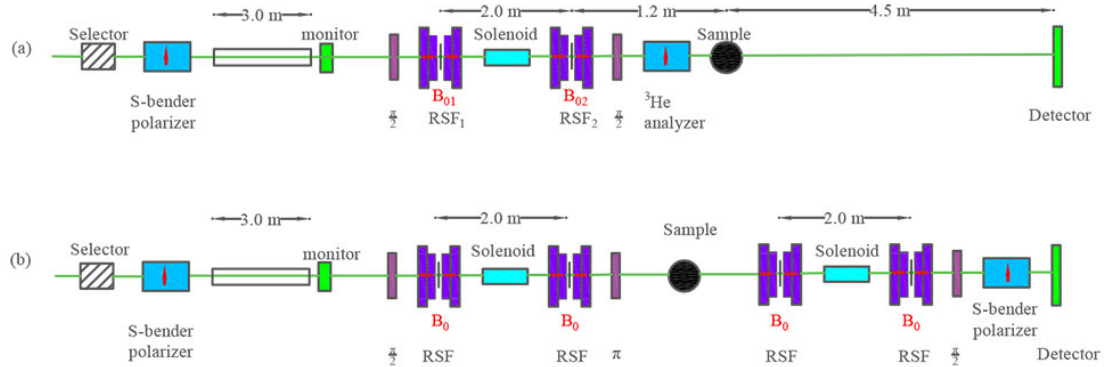 3.0 m
2.0 m
1.2 m
4.5 m
(a)
Selector
monitor
Solenoid
Sample
S-bender
polarizer
π/2
B01
RSF1
B02
RSF2
π/2
3He
analyzer
Detector
3.0 m
2.0 m
2.0 m
(b)
Selector
monitor
Solenoid
Sample
Solenoid
S-bender
polarizer
π/2
B0
RSF
B0
RSF
π
B0
RSF
B0
RSF
π/2
S-bender
polarizer
Detector